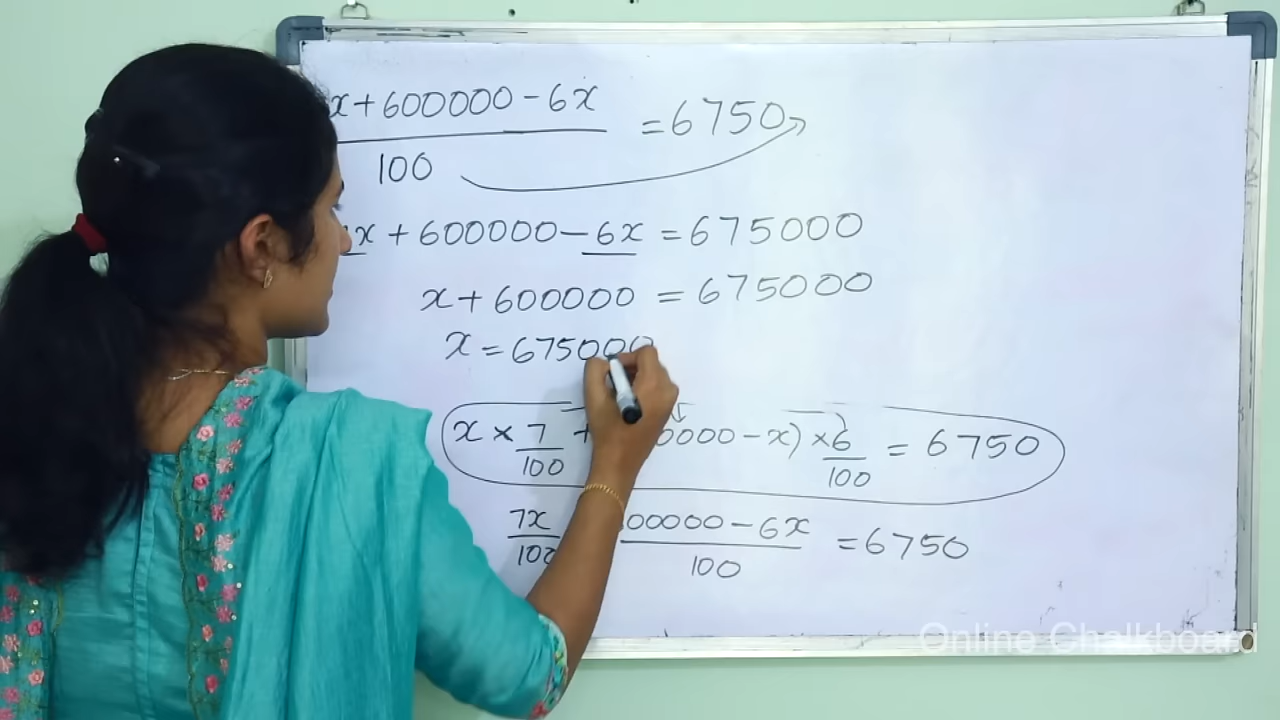 x + 600000 - 6x = 6750
100
x + 600000 - 6x = 675000
x + 600000 = 675000
x = 675000
x × 7/100 + 0000 - x) × 6/100 = 6750
7x/100 00000 - 6x/100 = 6750
Online Chalkboard